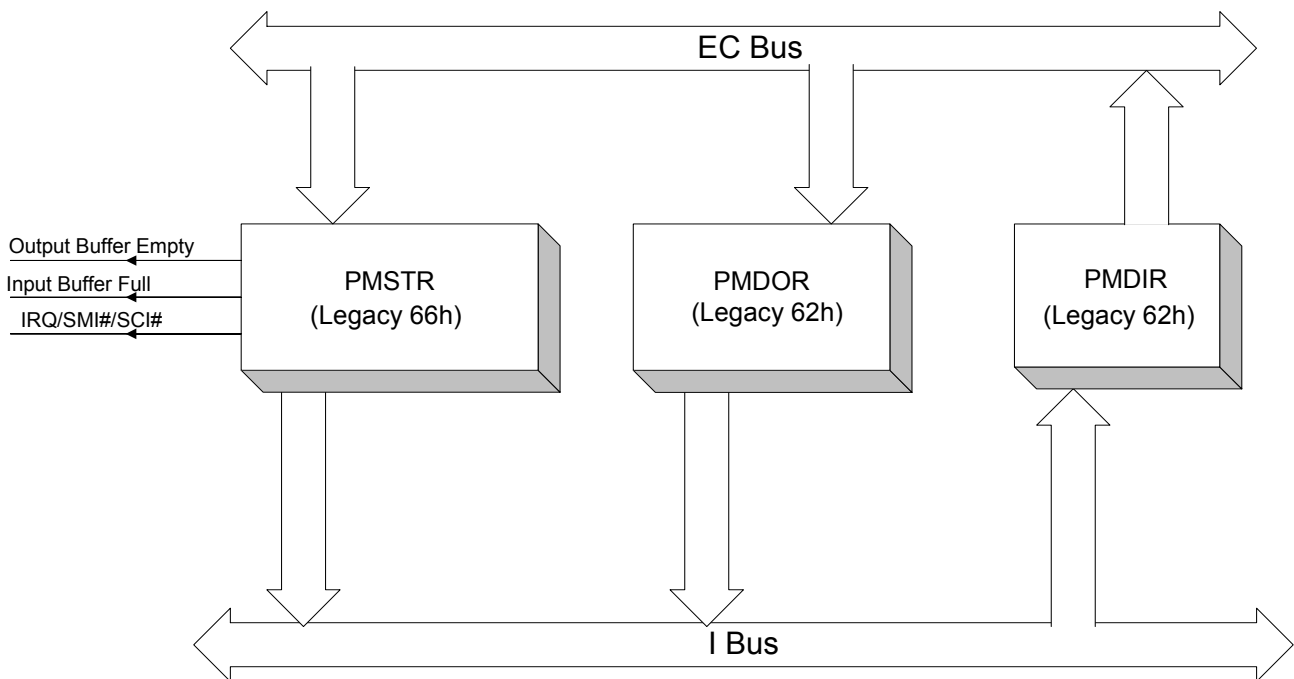 EC Bus
Output Buffer Empty
Input Buffer Full
IRQ/SMI#/SCI#
PMSTR
(Legacy 66h)
PMDOR
(Legacy 62h)
PMDIR
(Legacy 62h)
I Bus